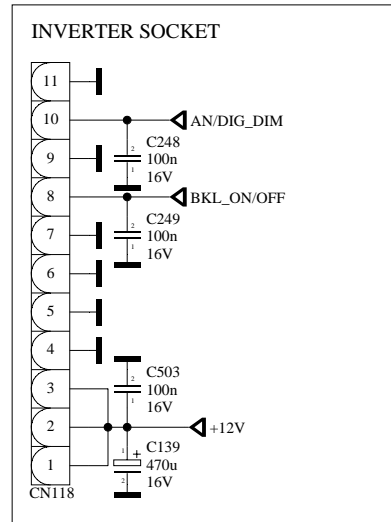 INVERTER SOCKET
11
10
AN/DIG_DIM
2
C248
9
100n
1
16V
8
BKL_ON/OFF
2
C249
7
100n
1
16V
6
5
4
2
C503
3
100n
1
16V
2
+12V
1
+
C139
1
470u
2
16V
CN118